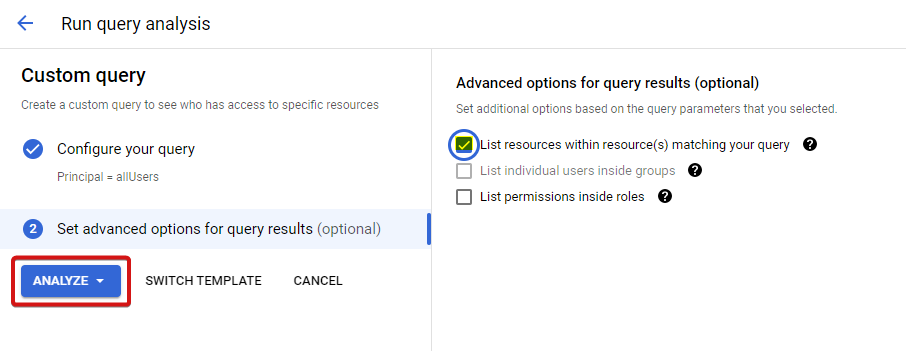 Run query analysis
Custom query
Create a custom query to see who has access to specific resources
Configure your query
Principal = allUsers
2 Set advanced options for query results (optional)
ANALYZE
SWITCH TEMPLATE
CANCEL
Advanced options for query results (optional)
Set additional options based on the query parameters that you selected.
List resources within resource(s) matching your query ?
List individual users inside groups ?
List permissions inside roles ?